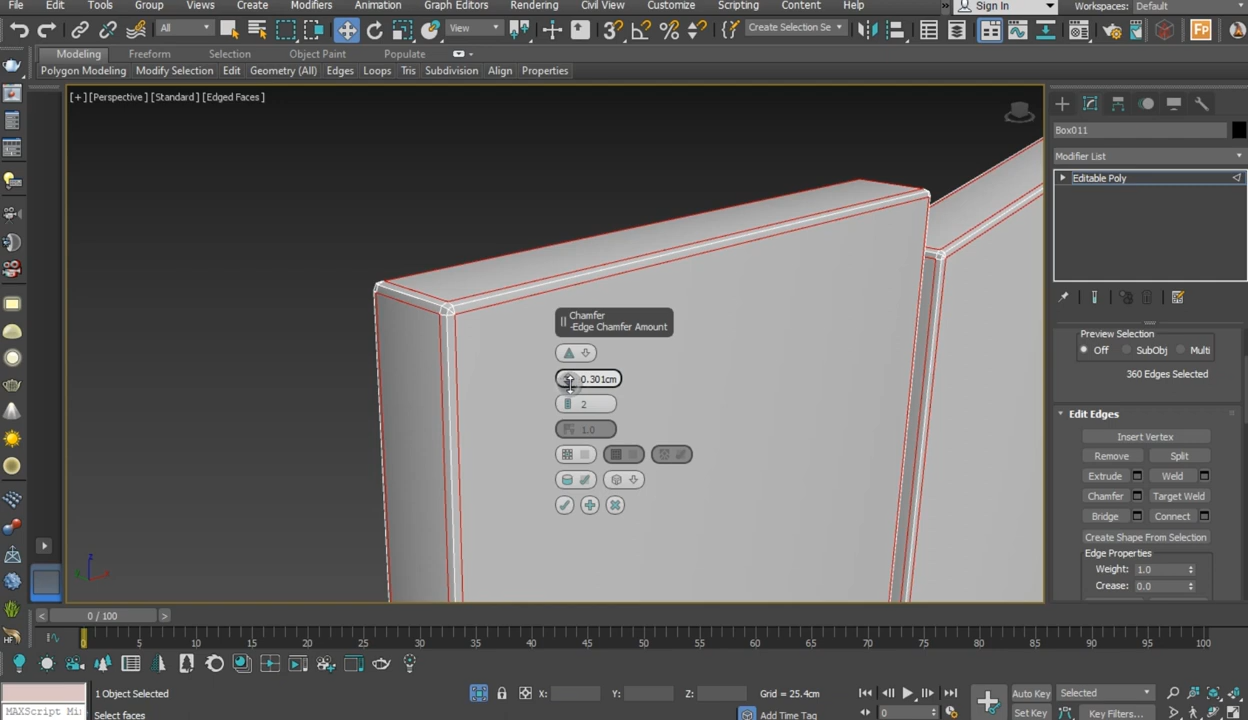 File Edit Tools Group Views Create Modifiers Animation Graph Editors Rendering Civil View Customize Scripting Content Help » Sign In Workspaces: Default
All View Create Selection Se Fp
Modeling Freeform Selection Object Paint Populate
Polygon Modeling Modify Selection Edit Geometry (All) Edges Loops Tris Subdivision Align Properties
[+] [Perspective] [Standard] [Edged Faces]
Box011
Modifier List
Editable Poly
Chamfer
-Edge Chamfer Amount
0.301cm
2
1.0
Preview Selection
Off SubObj Multi
360 Edges Selected
Edit Edges
Insert Vertex
Remove Split
Extrude Weld
Chamfer Target Weld
Bridge Connect
Create Shape From Selection
Edge Properties
Weight: 1.0
Crease: 0.0
z
HF
< 0 / 100 >
0 5 10 15 20 25 30 35 40 45 50 55 60 65 70 75 80 85 90 95 100
1 Object Selected X: Y: Z: Grid = 25.4cm Auto Key Selected
MAXScript Mi Select faces Add Time Tag 0 Set Key Key Filters...